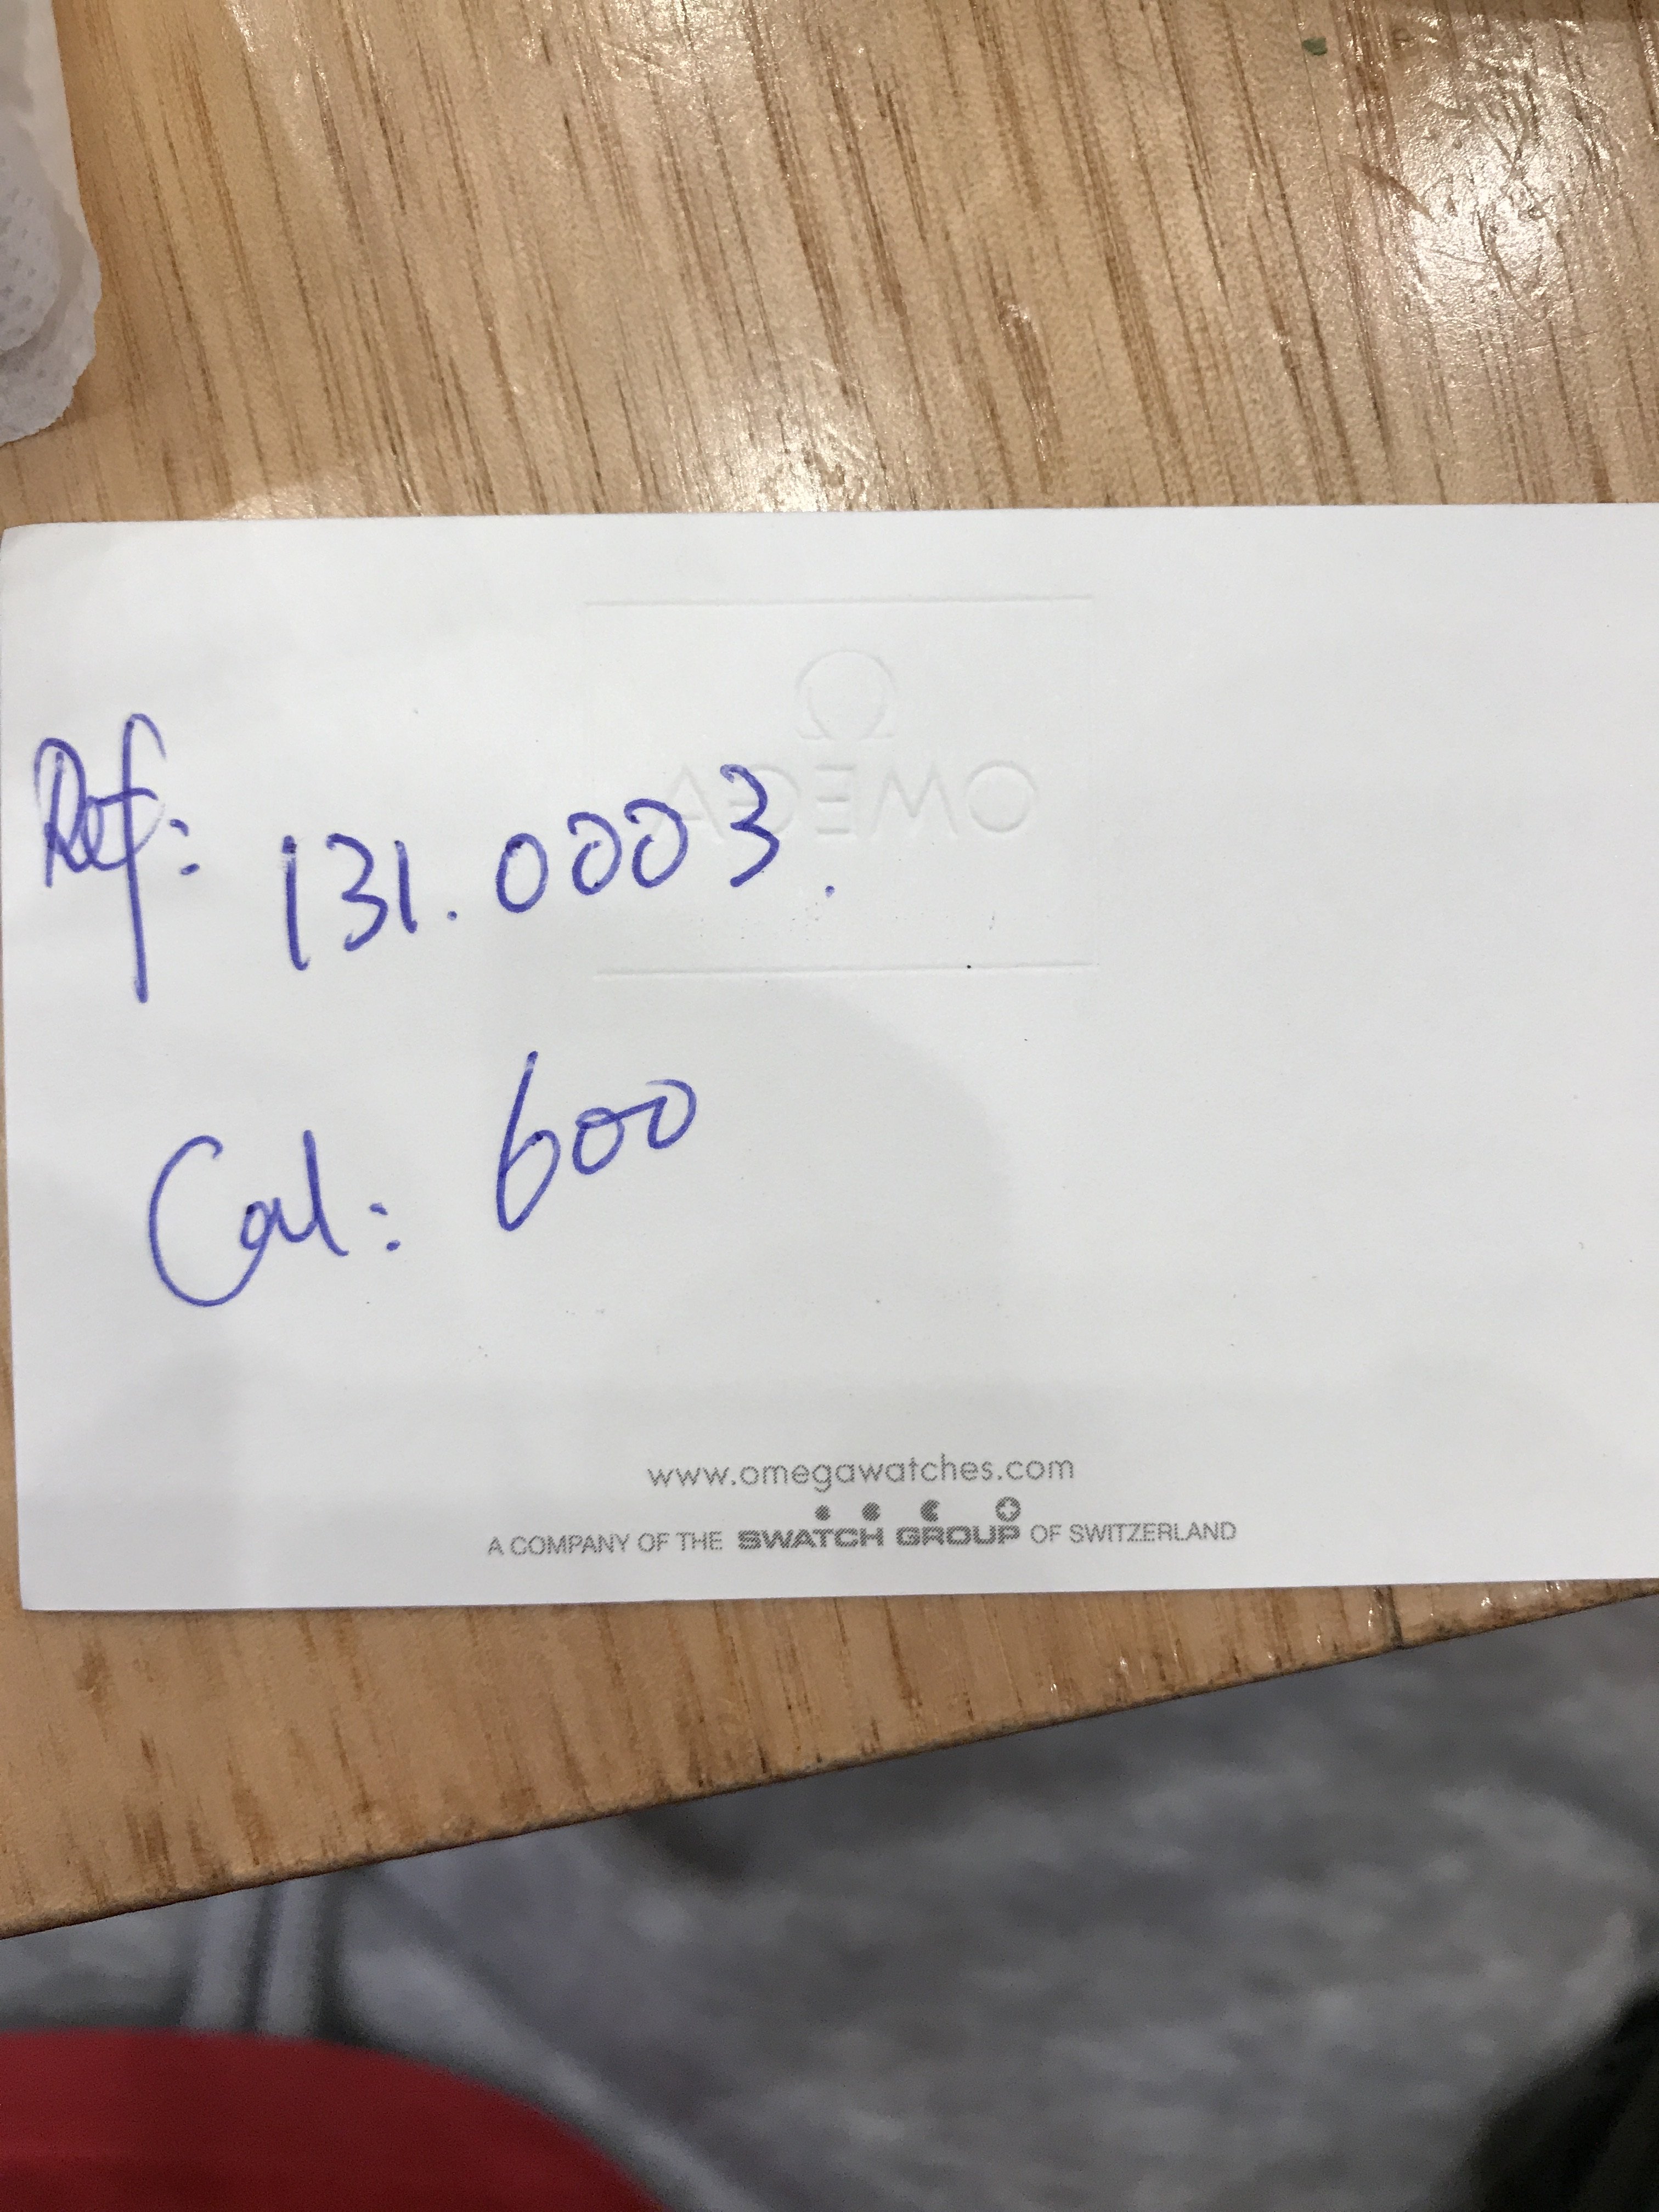 Ω
OMEGA
Ref: 131.0003.
Cal: 600
www.omegawatches.com
A COMPANY OF THE SWATCH GROUP OF SWITZERLAND